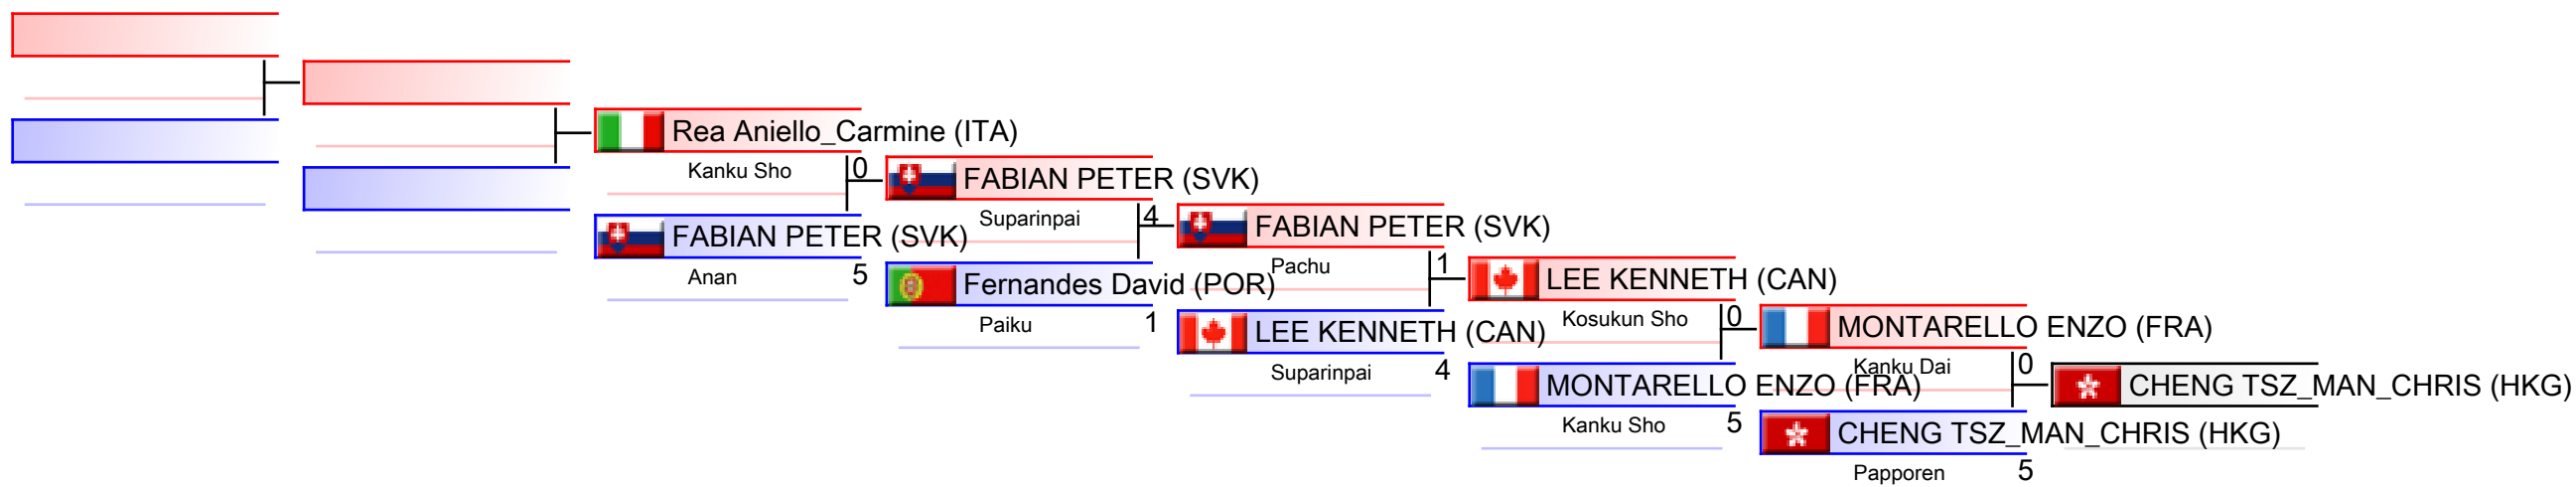 Rea Aniello_Carmine (ITA)
Kanku Sho
0
FABIAN PETER (SVK)
Anan
5
FABIAN PETER (SVK)
Suparinpai
4
Fernandes David (POR)
Paiku
1
FABIAN PETER (SVK)
Pachu
1
LEE KENNETH (CAN)
Suparinpai
4
LEE KENNETH (CAN)
Kosukun Sho
0
MONTARELLO ENZO (FRA)
Kanku Sho
5
MONTARELLO ENZO (FRA)
Kanku Dai
0
CHENG TSZ_MAN_CHRIS (HKG)
Papporen
5
CHENG TSZ_MAN_CHRIS (HKG)